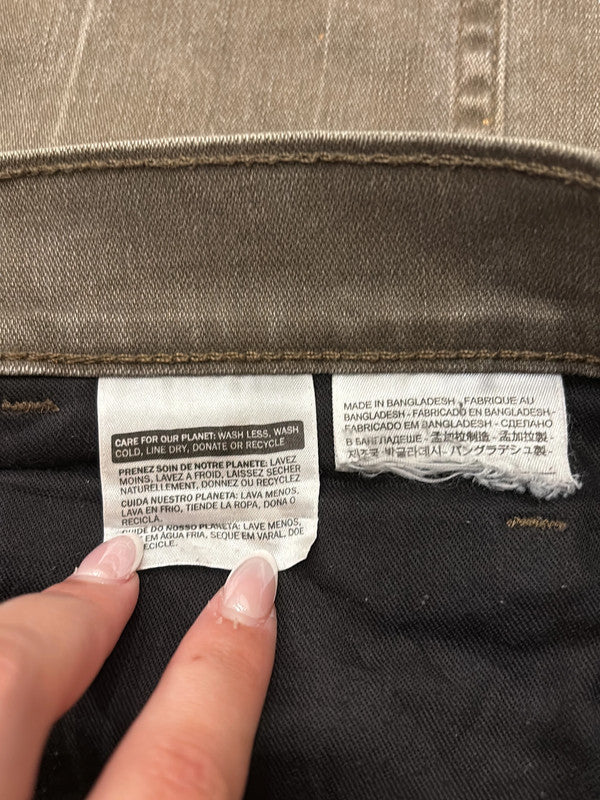 CARE FOR OUR PLANET: WASH LESS, WASH
COLD, LINE DRY, DONATE OR RECYCLE
PRENEZ SOIN DE NOTRE PLANETE: LAVEZ
MOINS, LAVEZ A FROID, LAISSEZ SECHER
NATURELLEMENT, DONNEZ OU RECYCLEZ
CUIDA NUESTRO PLANETA: LAVA MENOS,
LAVA EN FRIO, TIENDE LA ROPA, DONA O
RECICLA.
CUIDE DO NOSSO PLANETA: LAVE MENOS,
EM ÁGUA FRIA, SEQUE EM VARAL, DOE
RECICLE.
MADE IN BANGLADESH - FABRIQUE AU
BANGLADESH - FABRICADO EN BANGLADESH -
FABRICADO EM BANGLADESH - СДЕЛАНО
В БАНГЛАДЕШЕ - 孟加拉制造 - 孟加拉製
제조국 방글라데시 - バングラデシュ製